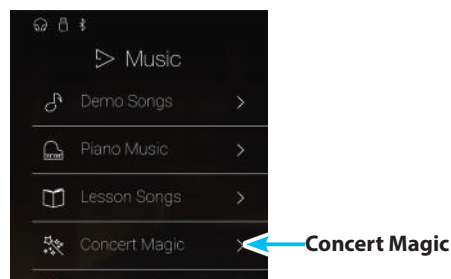 Music
Demo Songs
Piano Music
Lesson Songs
Concert Magic
Concert Magic